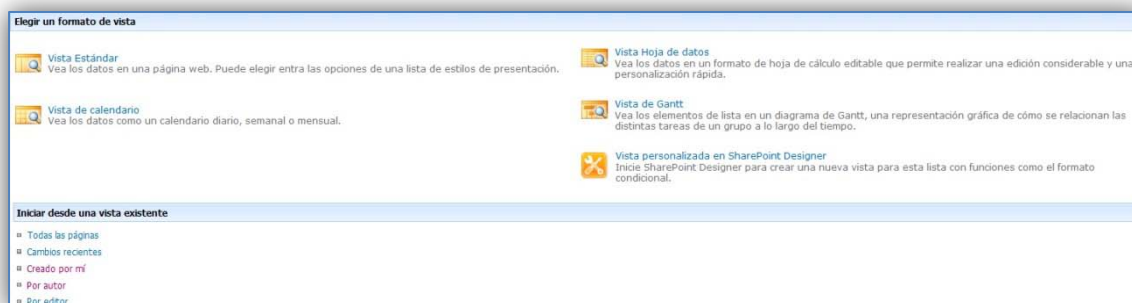 Elegir un formato de vista
Vista Estándar
Vea los datos en una página web. Puede elegir entra las opciones de una lista de estilos de presentación.
Vista de calendario
Vea los datos como un calendario diario, semanal o mensual.
Vista Hoja de datos
Vea los datos en un formato de hoja de cálculo editable que permite realizar una edición considerable y una
personalización rápida.
Vista de Gantt
Vea los elementos de lista en un diagrama de Gantt, una representación gráfica de cómo se relacionan las
distintas tareas de un grupo a lo largo del tiempo.
Vista personalizada en SharePoint Designer
Inicie SharePoint Designer para crear una nueva vista para esta lista con funciones como el formato
condicional.
Iniciar desde una vista existente
Todas las páginas
Cambios recientes
Creado por mí
Por autor
Por editor